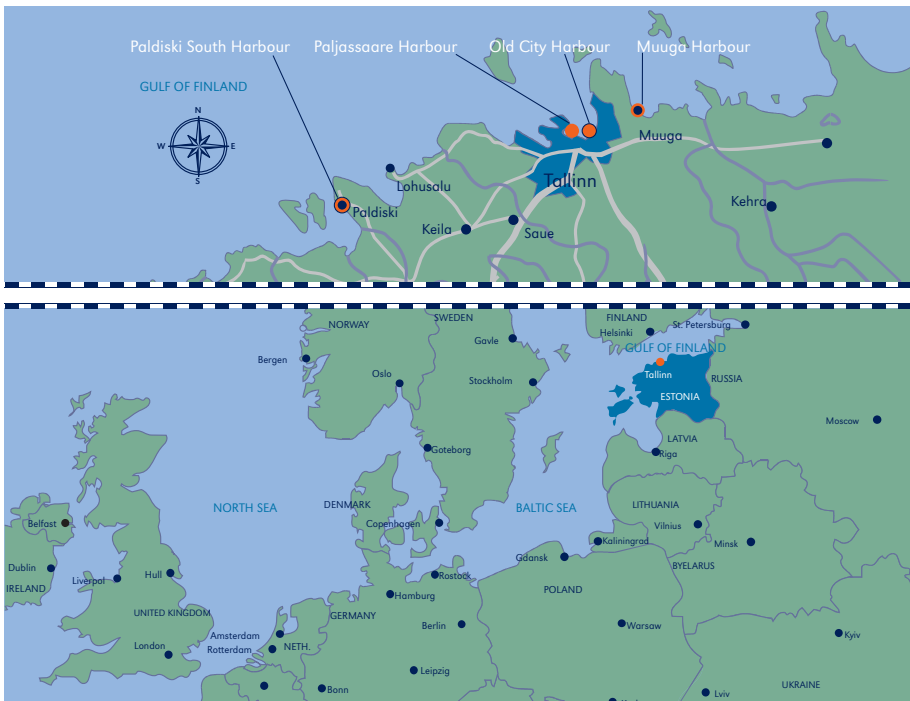 Paldiski South Harbour
Paljassaare Harbour
Old City Harbour
Muuga Harbour
GULF OF FINLAND
N
W
E
S
Muuga
Lohusalu
Tallinn
Paldiski
Kehra
Keila
Saue
NORWAY
SWEDEN
FINLAND
St. Petersburg
Helsinki
Gavle
GULF OF FINLAND
Bergen
Oslo
Stockholm
Tallinn
RUSSIA
ESTONIA
Moscow
LATVIA
Goteborg
Riga
NORTH SEA
DENMARK
BALTIC SEA
LITHUANIA
Belfast
Copenhagen
Vilnius
Kaliningrad
Minsk
Gdansk
Dublin
BYELARUS
Liverpol
Hull
Rostock
IRELAND
POLAND
Hamburg
UNITED KINGDOM
GERMANY
Berlin
Warsaw
Amsterdam
Kyiv
London
Rotterdam
NETH.
Leipzig
Bonn
UKRAINE
Lviv